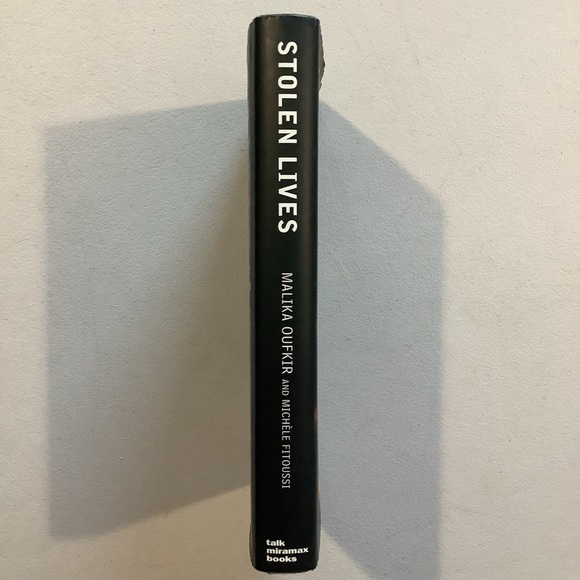 STOLEN LIVES
MALIKA OUFKIR AND MICHÈLE FITOUSSI
talk
miramax
books